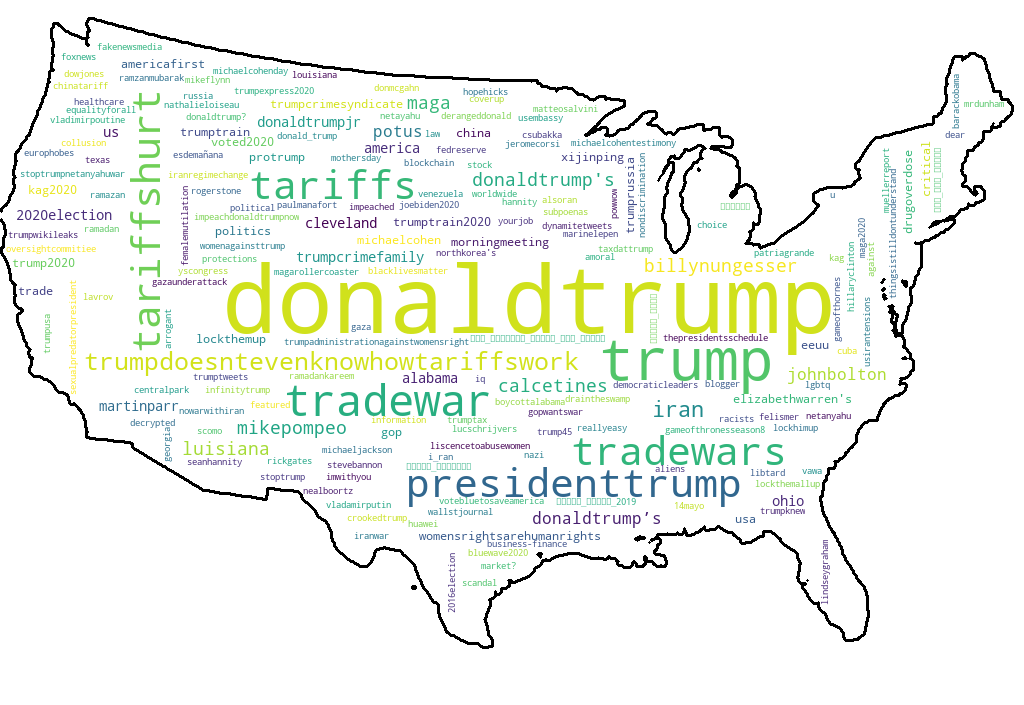 fakenewsmedia
foxnews
americafirst
dowjones
ramzanmubarak
michaelcohenday
mikeflynn
louisiana
chinatariff
healthcare
russia
trumpexpress2020
donmcgahn
hopehicks
equalityforall
nathalieloiseau
trumpcrimesyndicate
maga
coverup
matteosalvini
vladimirpoutine
donaldtrump?
donaldtrumpjr
netayahu
derangeddonald
usembassy
us
trumptrain
donald_trump
potus
law
china
csubakka
collusion
voted2020
america
fedreserve
jeromecorsi
michaelcohentestimony
europhobes
texas
esdemañana
protrump
mothersday
blockchain
stock
xijinping
stoptrumpnetanyahuwar
iranregimechange
tariffs
donaldtrump's
kag2020
ramazan
rogerstone
venezuela
worldwide
tariffshurt
femalemutilation
political
paulmanafort
impeached
joebiden2020
hannity
alsoran
powwow
trumprussia
nondiscrimination
2020election
impeachdonaldtrumpnow
cleveland
trumptrain2020
yourjob
subpoenas
dynamitetweets
choice
trumpwikileaks
ramadan
politics
michaelcohen
morningmeeting
marinelepen
oversightcommittee
womenagainsttrump
northkorea's
taxdattrump
patriagrande
trump2020
protections
trumpcrimefamily
amoral
billynungesser
kag
yscongress
magarollercoaster
blacklivesmatter
gazaunderattack
trade
lavrov
donaldtrump
sexualpredatorpresident
trumpusa
arrogant
lockthemup
gaza
trumpadministrationagainstwomensright
thepresidentsschedule
eeuu
cuba
gameofthornes
hillaryclinton
maga2020
against
usirantensions
thingsistilldontunderstand
muellerreport
drugoverdose
critical
barackobama
mrdunham
dear
u
trumpdoesntevenknowhowtariffswork
trump
trumptweets
ramadankareem
alabama
iq
calcetines
democraticleaders
blogger
johnbolton
lgbtq
centralpark
infinitytrump
tradewar
boycottalabama
draintheswamp
elizabethwarren's
martinparr
nowarwithiran
featured
gopwantswar
iran
racists
felismer
netanyahu
decrypted
scomo
mikepompeo
information
trumptax
lucschrijvers
reallyeasy
gameofthronesseason8
lockhimup
georgia
gop
trump45
luisiana
michaeljackson
liscencetoabusewomen
tradewars
seanhannity
rickgates
stevebannon
i_ran
nazi
aliens
libtard
vawa
stoptrump
imwithyou
presidenttrump
lockthemallup
nealboortz
vladamirputin
votebluetosaveamerica
14mayo
ohio
crookedtrump
wallstjournal
donaldtrump’s
usa
trumpknew
huawei
iranwar
womensrightsarehumanrights
business-finance
bluewave2020
market?
2016election
scandal
lindseygraham